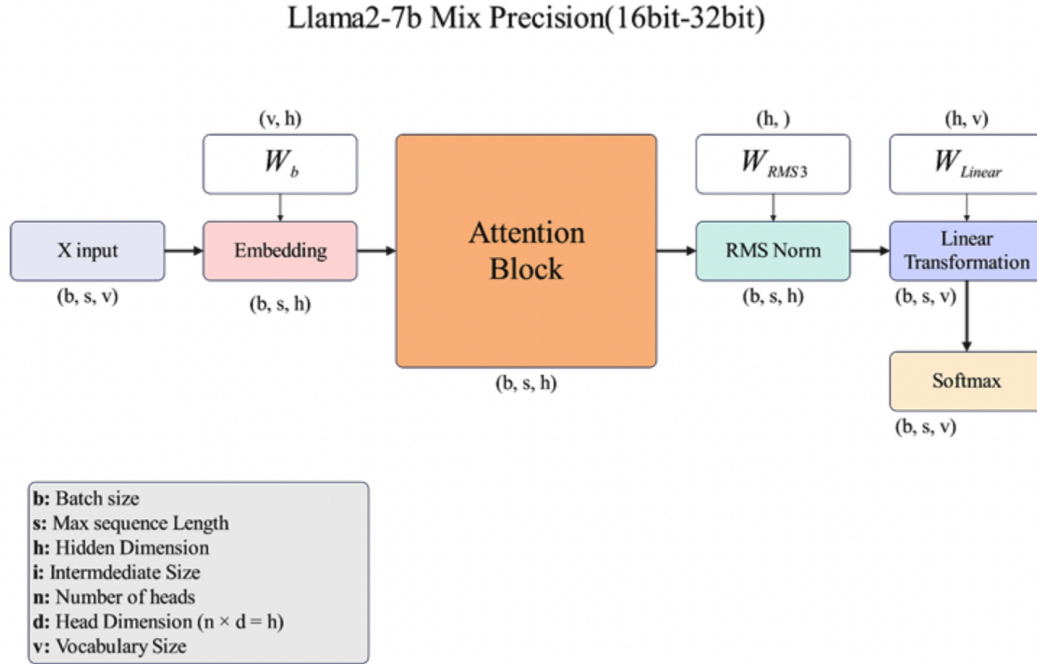 Llama2-7b Mix Precision(16bit-32bit)
(v, h)
(h, )
(h, v)
W_b
W_RMS3
W_Linear
X input
Embedding
Attention
Block
RMS Norm
Linear
Transformation
(b, s, v)
(b, s, h)
(b, s, h)
(b, s, h)
(b, s, v)
Softmax
(b, s, v)
b: Batch size
s: Max sequence Length
h: Hidden Dimension
i: Intermdediate Size
n: Number of heads
d: Head Dimension (n × d = h)
v: Vocabulary Size